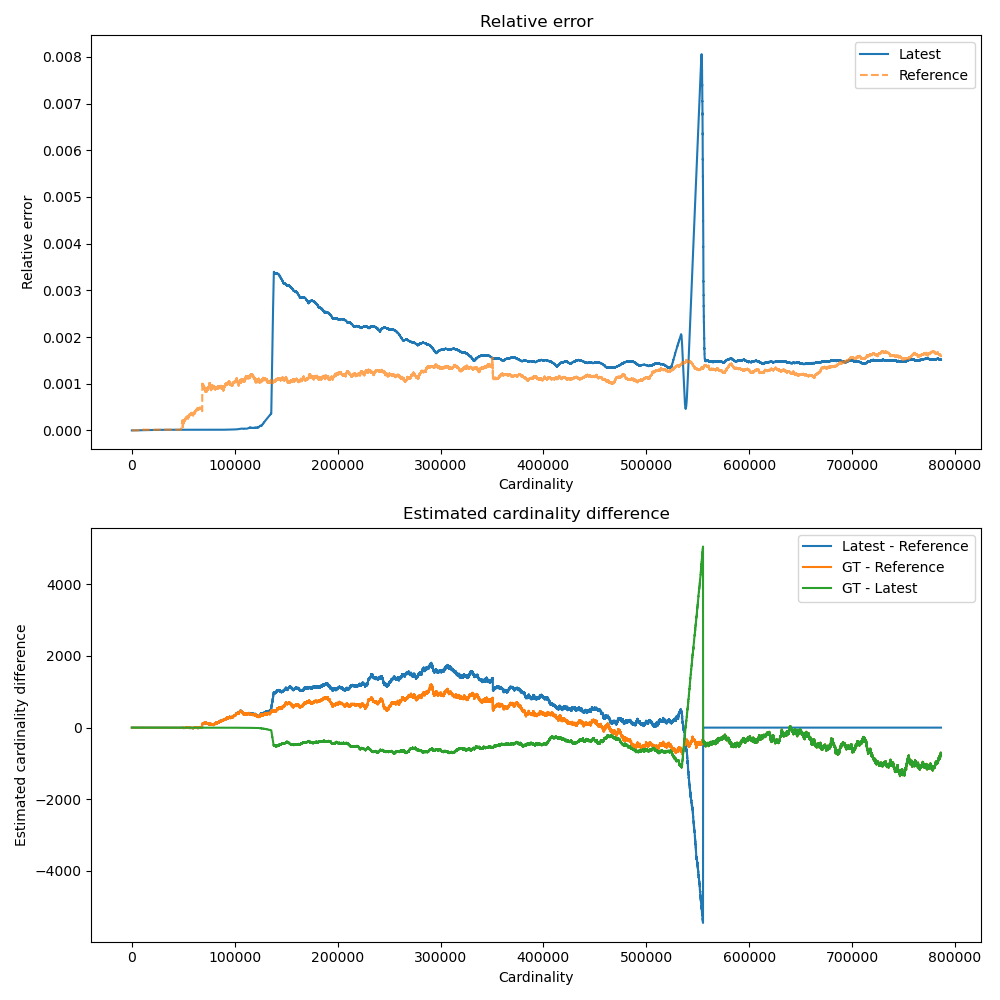 Relative error
Latest
Reference
0.008
0.007
0.006
0.005
0.004
0.003
0.002
0.001
0.000
Relative error
0 100000 200000 300000 400000 500000 600000 700000 800000
Cardinality
Estimated cardinality difference
Latest - Reference
GT - Reference
GT - Latest
4000
2000
0
−2000
−4000
Estimated cardinality difference
0 100000 200000 300000 400000 500000 600000 700000 800000
Cardinality